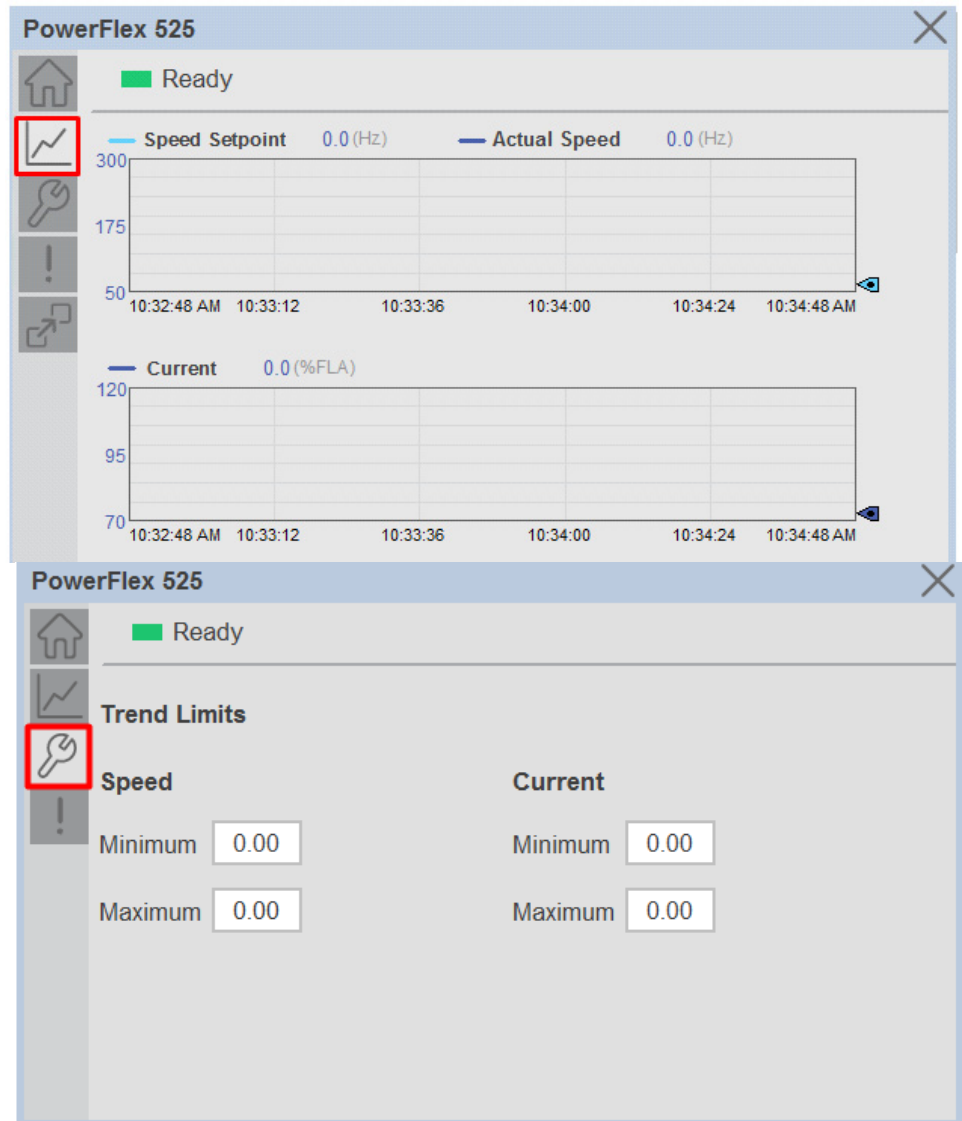 PowerFlex 525
Ready
Speed Setpoint 0.0 (Hz) Actual Speed 0.0 (Hz)
300
175
50
10:32:48 AM 10:33:12 10:33:36 10:34:00 10:34:24 10:34:48 AM
Current 0.0 (%FLA)
120
95
70
10:32:48 AM 10:33:12 10:33:36 10:34:00 10:34:24 10:34:48 AM
PowerFlex 525
Ready
Trend Limits
Speed Current
Minimum 0.00 Minimum 0.00
Maximum 0.00 Maximum 0.00